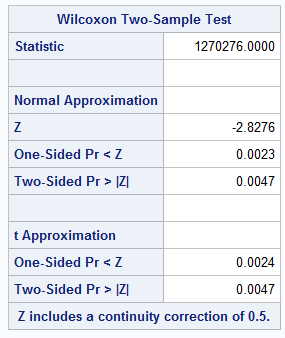 Wilcoxon Two-Sample Test
Statistic 1270276.0000
Normal Approximation
Z -2.8276
One-Sided Pr < Z 0.0023
Two-Sided Pr > |Z| 0.0047
t Approximation
One-Sided Pr < Z 0.0024
Two-Sided Pr > |Z| 0.0047
Z includes a continuity correction of 0.5.